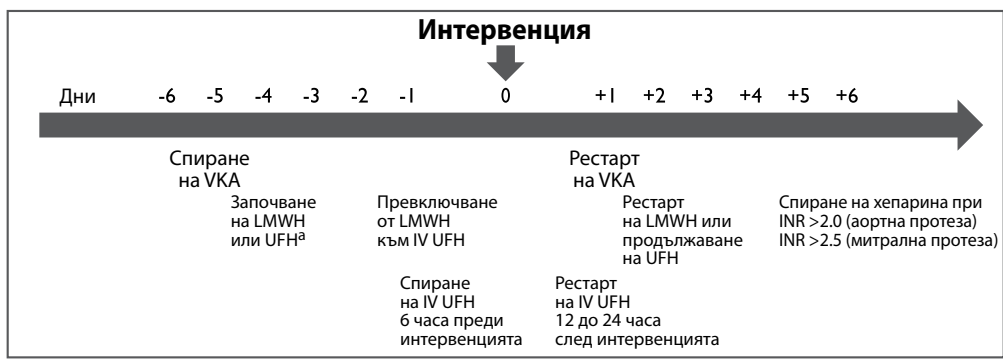 Интервенция
Дни -6 -5 -4 -3 -2 -1 0 +1 +2 +3 +4 +5 +6
Спиране
на VKA
Рестарт
на VKA
Започване
на LMWH
или UFHa
Превключване
от LMWH
към IV UFH
Рестарт
на LMWH или
продължаване
на UFH
Спиране на хепарина при
INR >2.0 (аортна протеза)
INR >2.5 (митрална протеза)
Спиране
на IV UFH
6 часа преди
интервенцията
Рестарт
на IV UFH
12 до 24 часа
след интервенцията